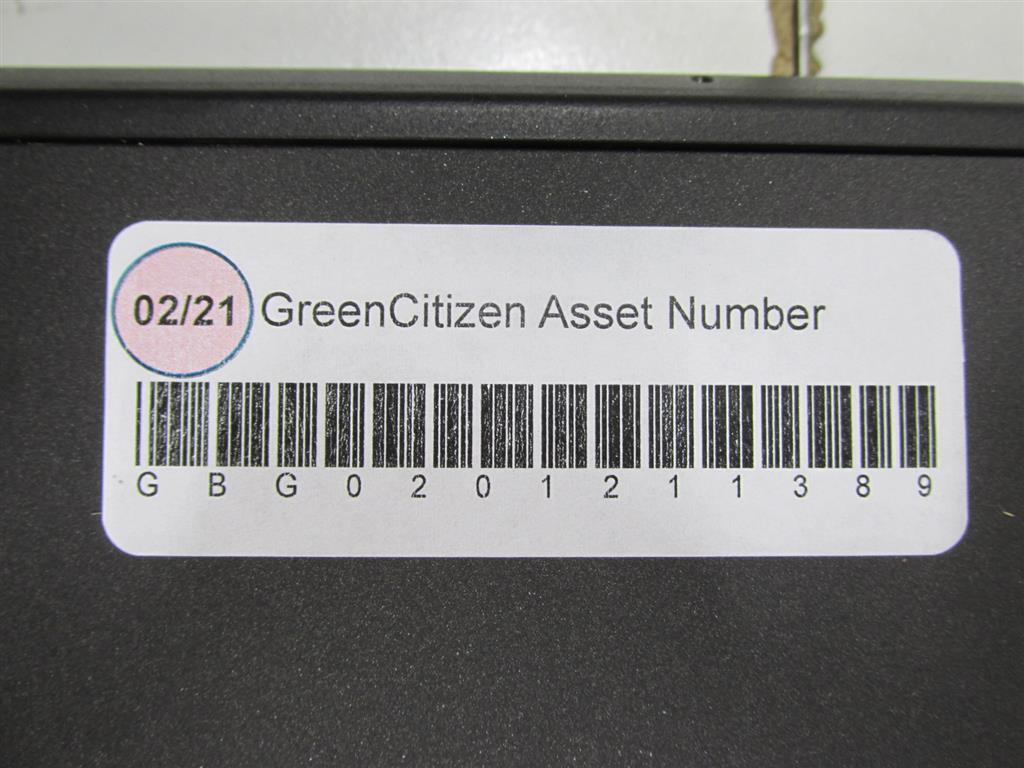 02/21 GreenCitizen Asset Number
G B G 0 2 0 1 2 1 1 3 8 9